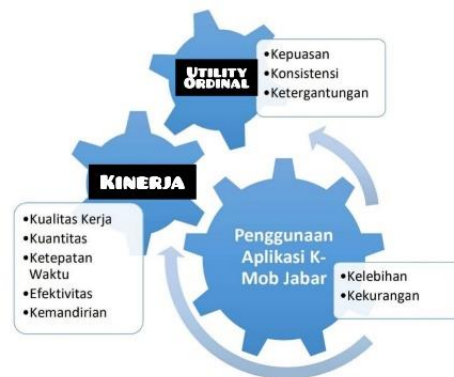 UTILITY
ORDINAL
•Kepuasan
•Konsistensi
•Ketergantungan
KINERJA
•Kualitas Kerja
•Kuantitas
•Ketepatan
Waktu
•Efektivitas
•Kemandirian
Penggunaan
Aplikasi K-
Mob Jabar
•Kelebihan
•Kekurangan